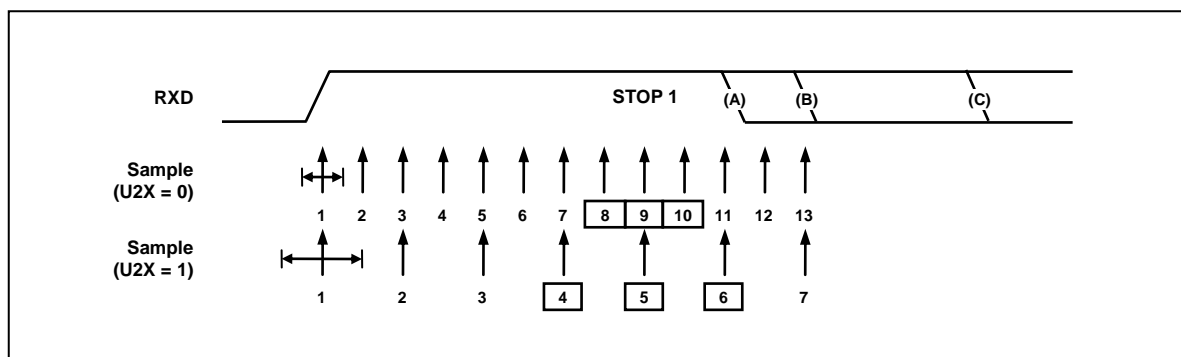 RXD STOP 1 (A) (B) (C)
Sample
(U2X = 0)
1 2 3 4 5 6 7 8 9 10 11 12 13
Sample
(U2X = 1)
1 2 3 4 5 6 7